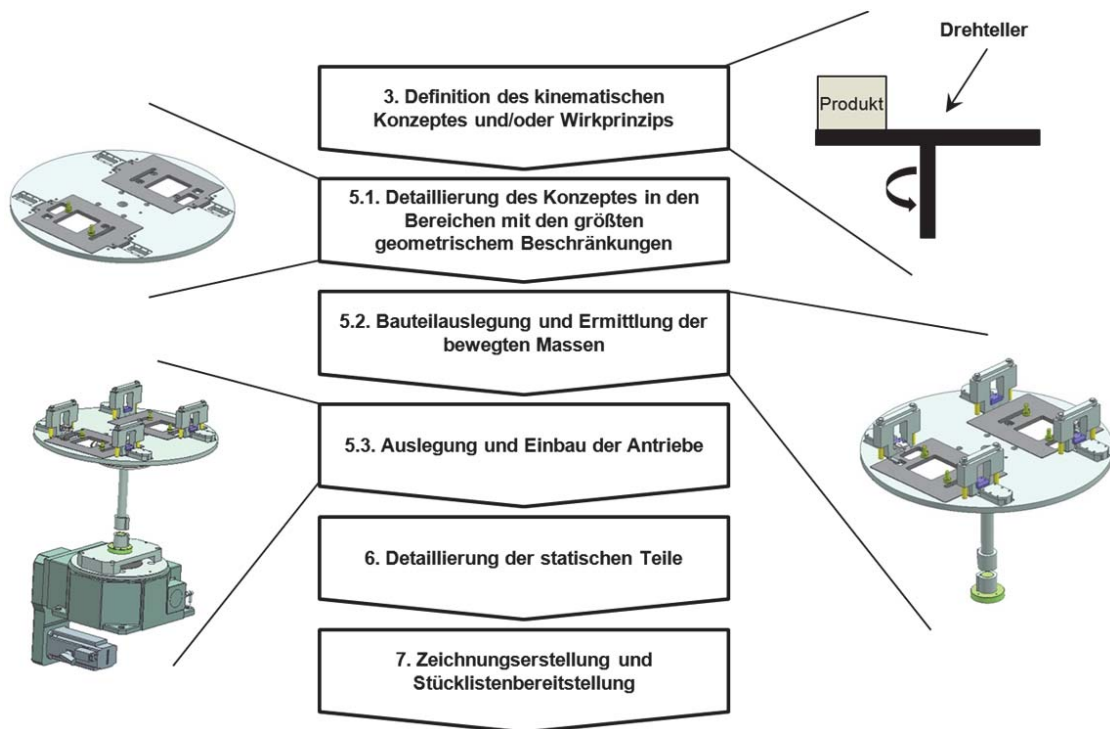 Drehteller
Produkt
3. Definition des kinematischen
Konzeptes und/oder Wirkprinzips
5.1. Detaillierung des Konzeptes in den
Bereichen mit den größten
geometrischem Beschränkungen
5.2. Bauteilauslegung und Ermittlung der
bewegten Massen
5.3. Auslegung und Einbau der Antriebe
6. Detaillierung der statischen Teile
7. Zeichnungserstellung und
Stücklistenbereitstellung